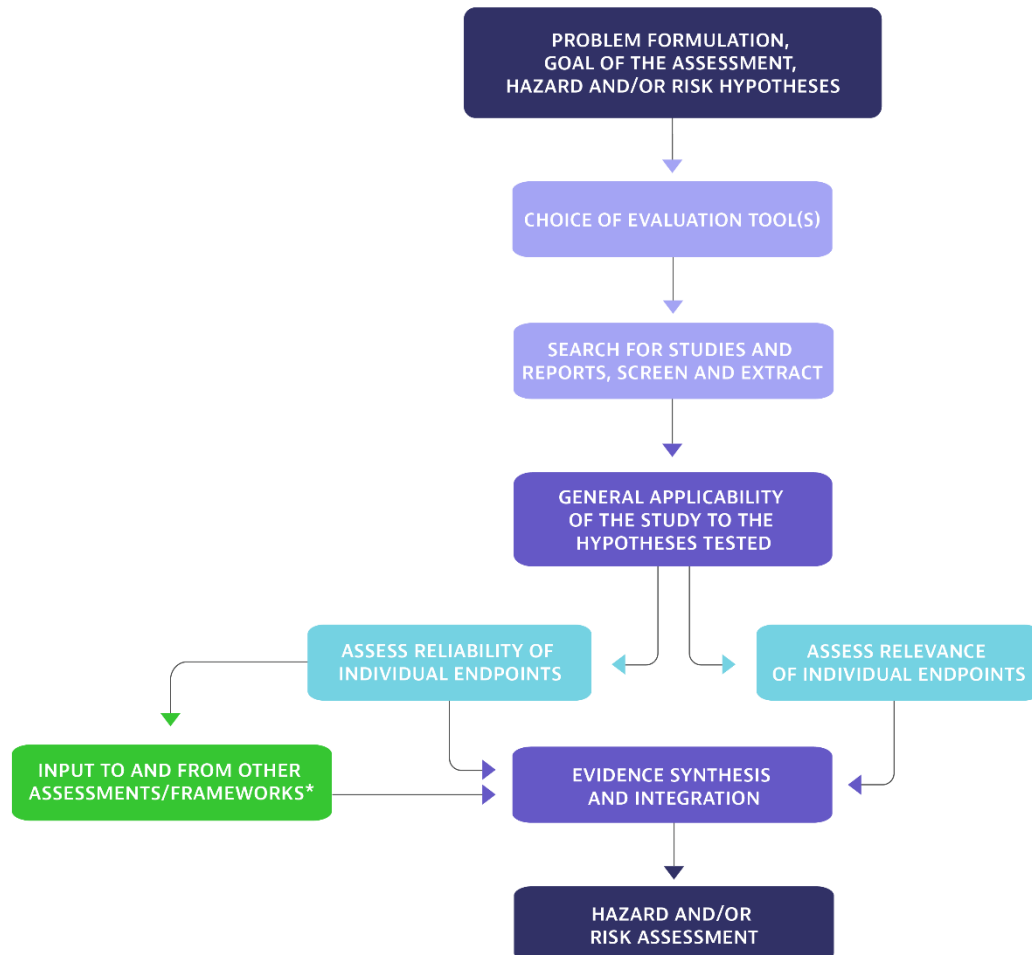 PROBLEM FORMULATION,
GOAL OF THE ASSESSMENT,
HAZARD AND/OR RISK HYPOTHESES
CHOICE OF EVALUATION TOOL(S)
SEARCH FOR STUDIES AND
REPORTS, SCREEN AND EXTRACT
GENERAL APPLICABILITY
OF THE STUDY TO THE
HYPOTHESES TESTED
ASSESS RELIABILITY OF
INDIVIDUAL ENDPOINTS
ASSESS RELEVANCE
OF INDIVIDUAL ENDPOINTS
INPUT TO AND FROM OTHER
ASSESSMENTS/FRAMEWORKS*
EVIDENCE SYNTHESIS
AND INTEGRATION
HAZARD AND/OR
RISK ASSESSMENT